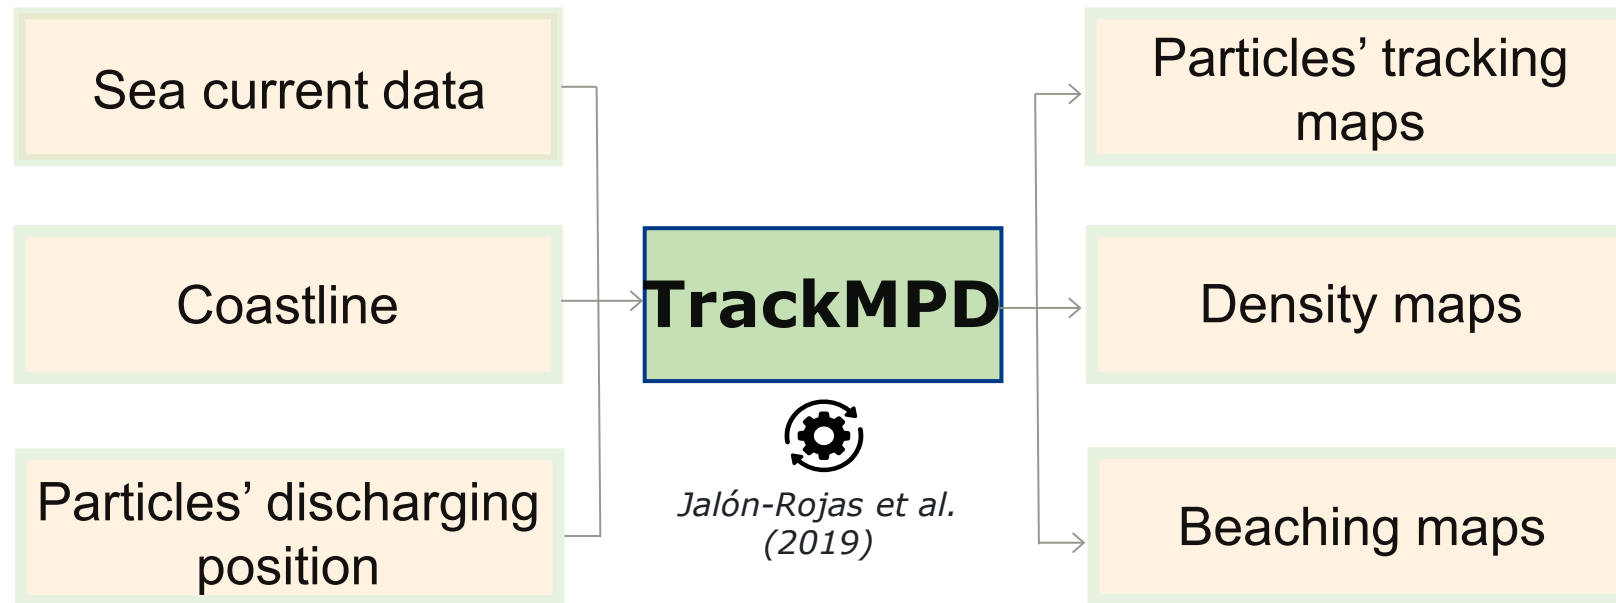 Sea current data
Coastline
Particles’ discharging
position
TrackMPD
Jalón-Rojas et al.
(2019)
Particles’ tracking
maps
Density maps
Beaching maps